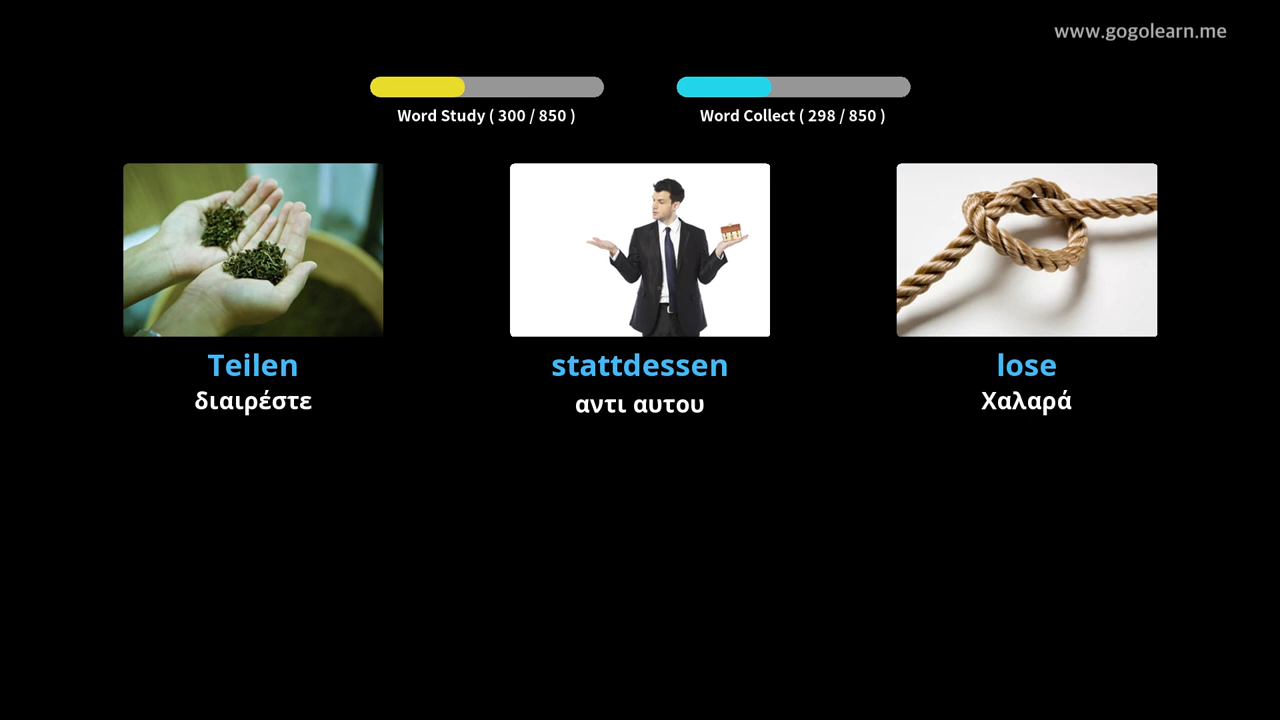 www.gogolearn.me
Word Study ( 300 / 850 )
Word Collect ( 298 / 850 )
Teilen
διαιρέστε
stattdessen
αντι αυτου
lose
Χαλαρά